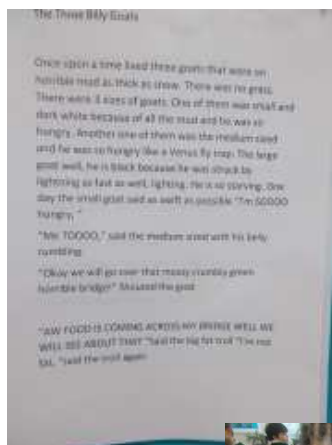 The Three Billy Goats
Once upon a time lived three goats that were on
horrible mud as thick as snow. There was no grass.
There were 3 sizes of goats. One of them was small and
dark white because of all the mud and he was so
hungry. Another one of them was the medium sized
and he was so hungry like a Venus fly trap. The large
goat well, he is black because he was struck by
lightning as fast as well, lighting. He is so starving. One
day the small goat said as swift as possible "I'm SOOOO
hungry, "
"Me TOOOO," said the medium sized with his belly
rumbling.
"Okay we will go over that mossy crumbly green
horrible bridge!" Shouted the goat
"AW FOOD IS COMING ACROSS MY BRIDGE WELL WE
WILL SEE ABOUT THAT "said the big fat troll "I'm not
fat, "said the troll again